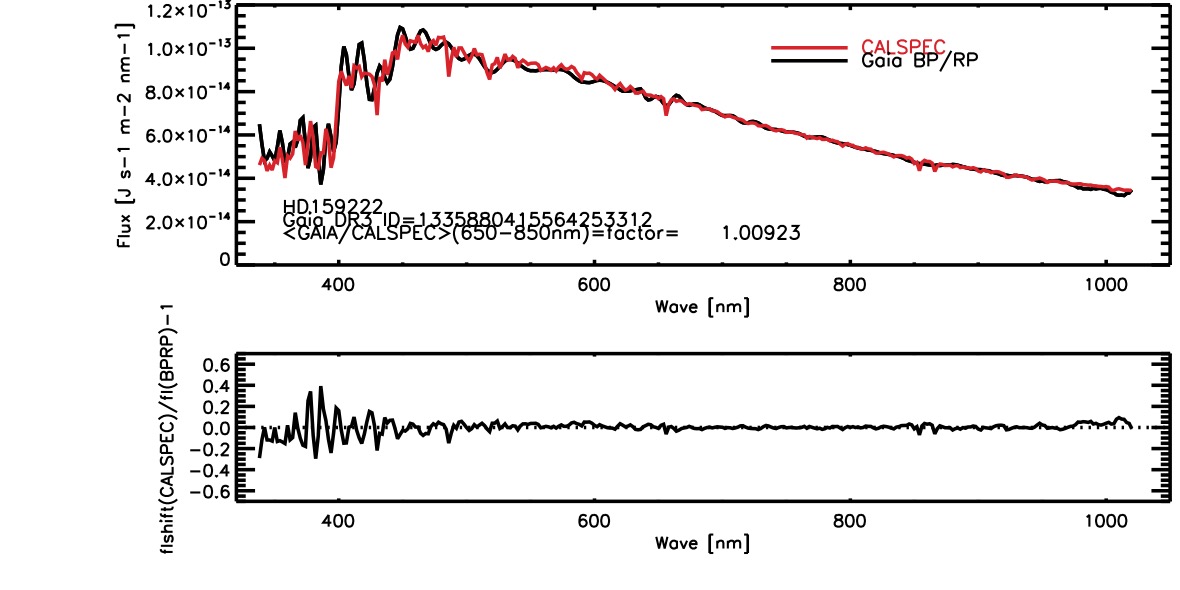 1.2×10−13
1.0×10−13
8.0×10−14
6.0×10−14
4.0×10−14
2.0×10−14
0
Flux [J s−1 m−2 nm−1]
CALSPEC
Gaia BP/RP
HD159222
Gaia DR3 ID=1335880415564253312
<GAIA/CALSPEC>(650−850nm)=factor= 1.00923
400 600 800 1000
Wave [nm]
0.6
0.4
0.2
0.0
−0.2
−0.4
−0.6
flshift(CALSPEC)/fl(BPRP)−1
400 600 800 1000
Wave [nm]